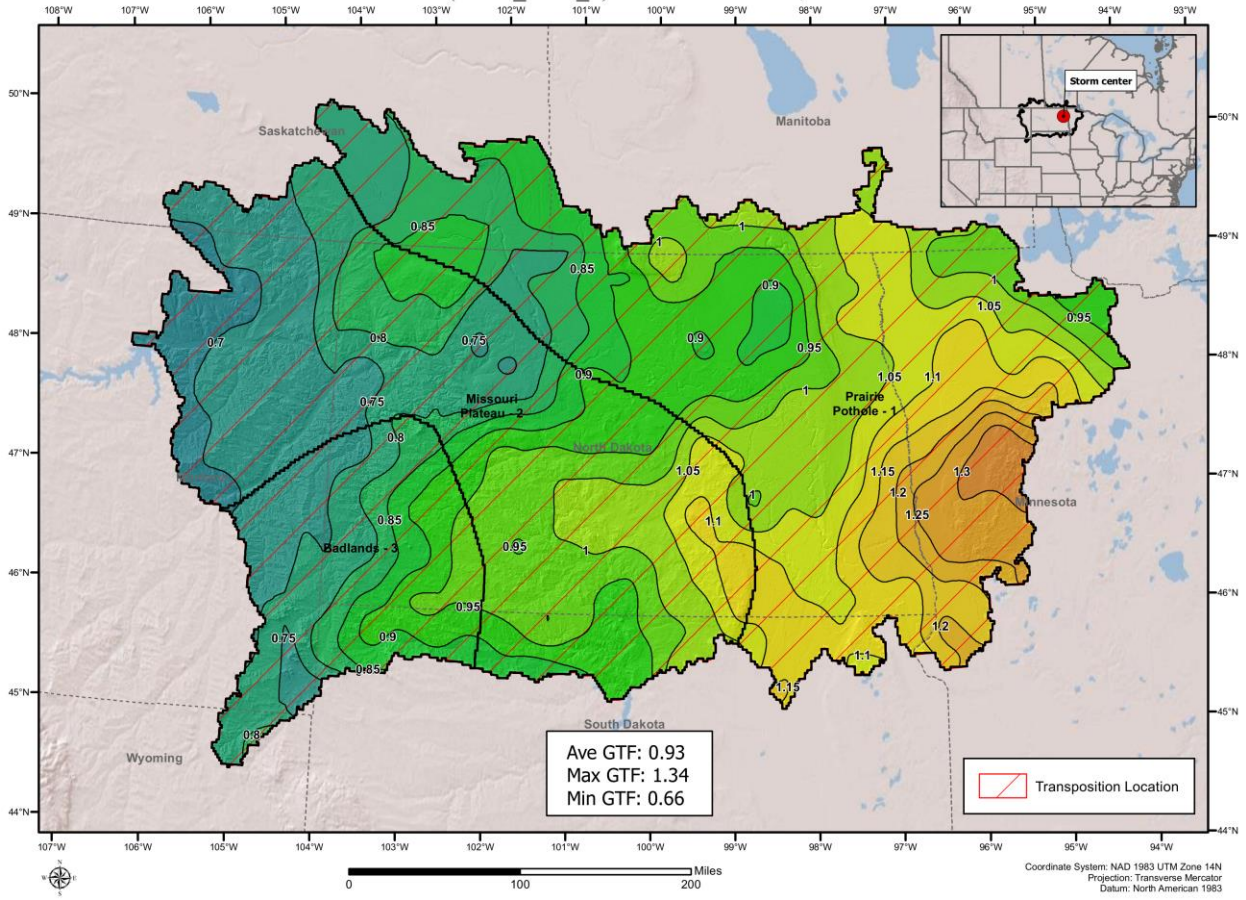 108°W 107°W 106°W 105°W 104°W 103°W 102°W 101°W 100°W 99°W 98°W 97°W 96°W 95°W 94°W 93°W
Storm center
50°N
50°N
Saskatchewan
Manitoba
49°N
49°N
0.85
1
1
0.85
1
1.05
0.9
0.95
48°N
48°N
0.7
0.8
0.75
0.9
0.95
0.9
1.05
1.1
1
0.75
Missouri
Plateau - 2
Prairie
Pothole - 1
0.8
North Dakota
47°N
47°N
1.05
1.15
1.3
1.2
1
Minnesota
1.25
0.85
1.1
Badlands - 3
0.95
1
46°N
46°N
0.95
1.2
0.75
0.9
0.85
1.1
1.15
45°N
45°N
0.8
South Dakota
Wyoming
Ave GTF: 0.93
Max GTF: 1.34
Min GTF: 0.66
Transposition Location
44°N
44°N
107°W 106°W 105°W 104°W 103°W 102°W 101°W 100°W 99°W 98°W 97°W 96°W 95°W 94°W
N
W E
S
Miles
0 100 200
Coordinate System: NAD 1983 UTM Zone 14N
Projection: Transverse Mercator
Datum: North American 1983